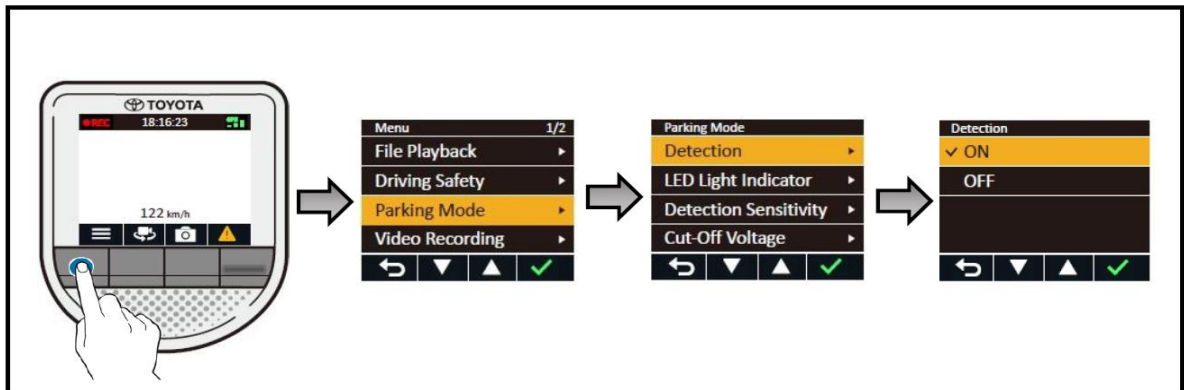 TOYOTA
REC 18:16:23
122 km/h
Menu 1/2
File Playback
Driving Safety
Parking Mode
Video Recording
Parking Mode
Detection
LED Light Indicator
Detection Sensitivity
Cut-Off Voltage
Detection
ON
OFF